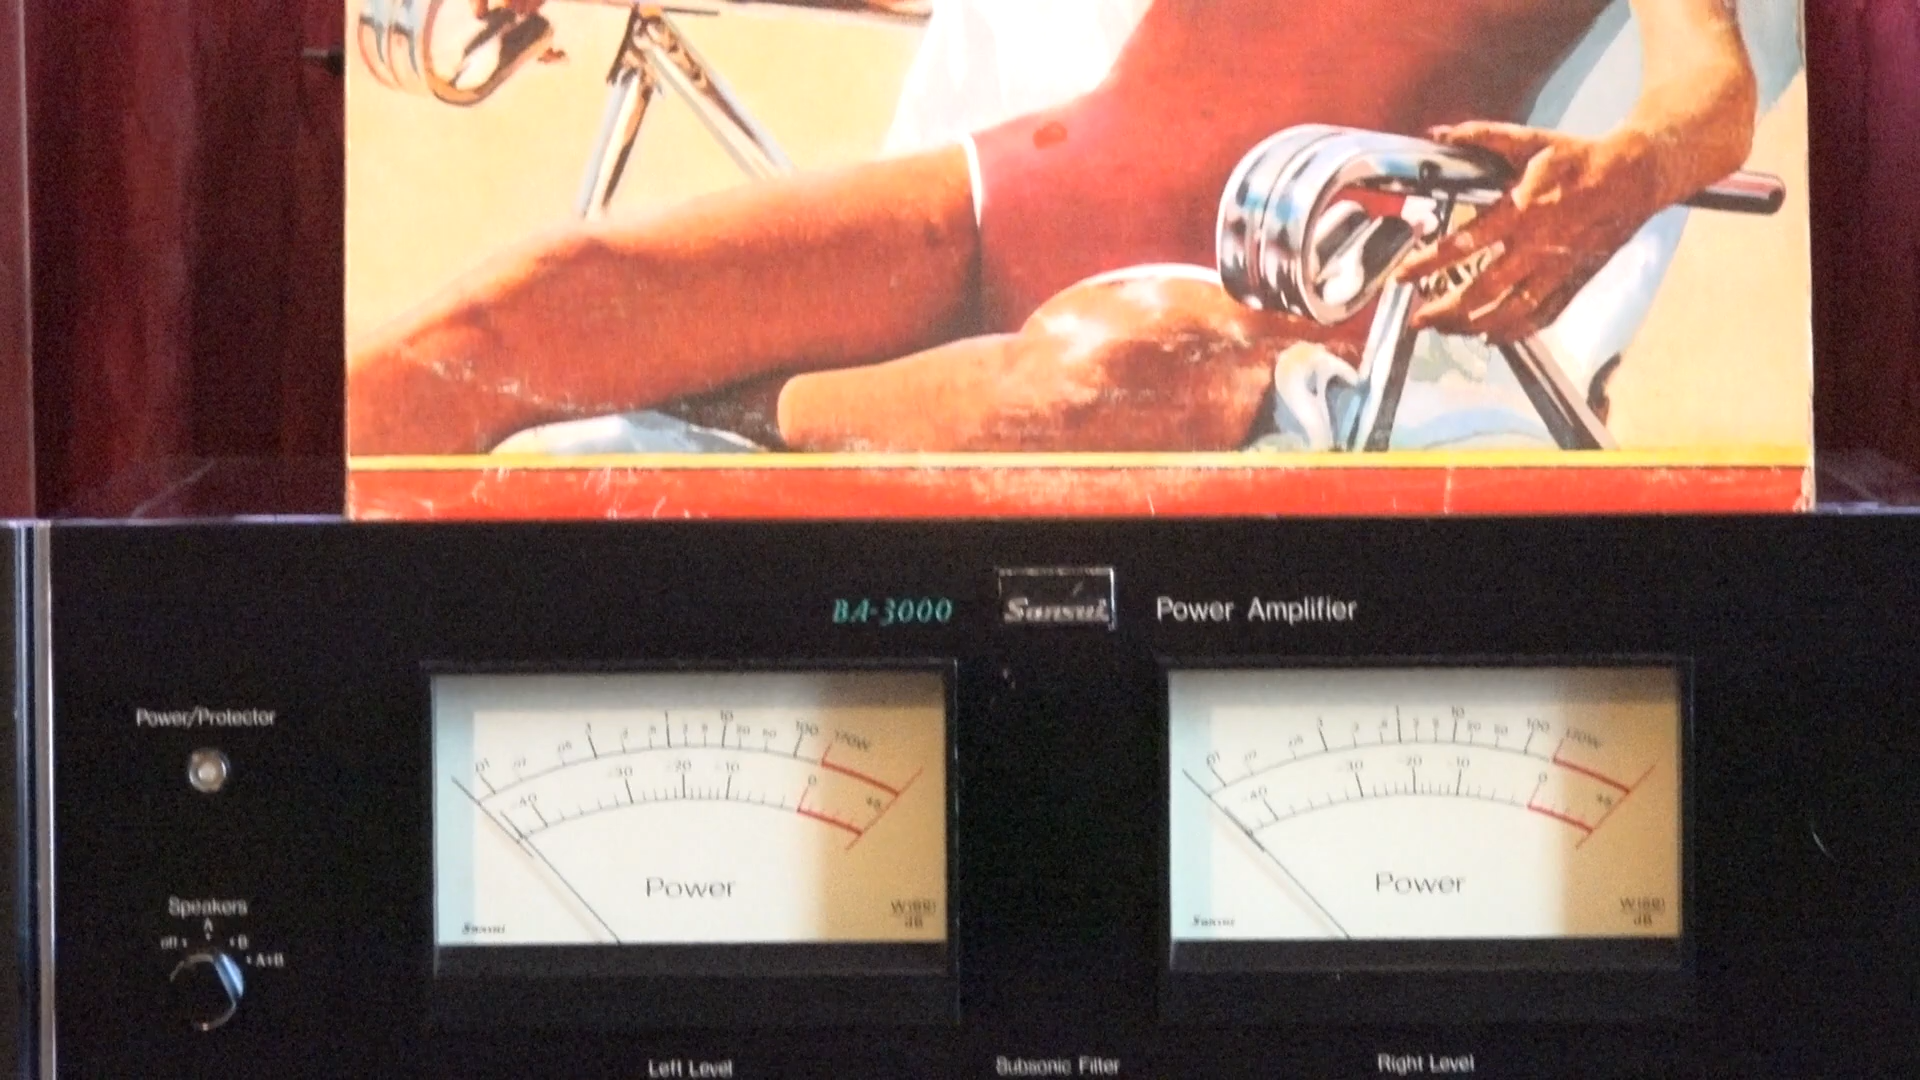 BA-3000 Sansui Power Amplifier
Power/Protector
.01 .1 1 10 100 170W
-40 -30 -20 -10 0 +5
Power
Sansui
W(8Ω)
dB
.01 .1 1 10 100 170W
-40 -30 -20 -10 0 +5
Power
Sansui
W(8Ω)
dB
Speakers
A
off B
A+B
Left Level
Subsonic Filter
Right Level